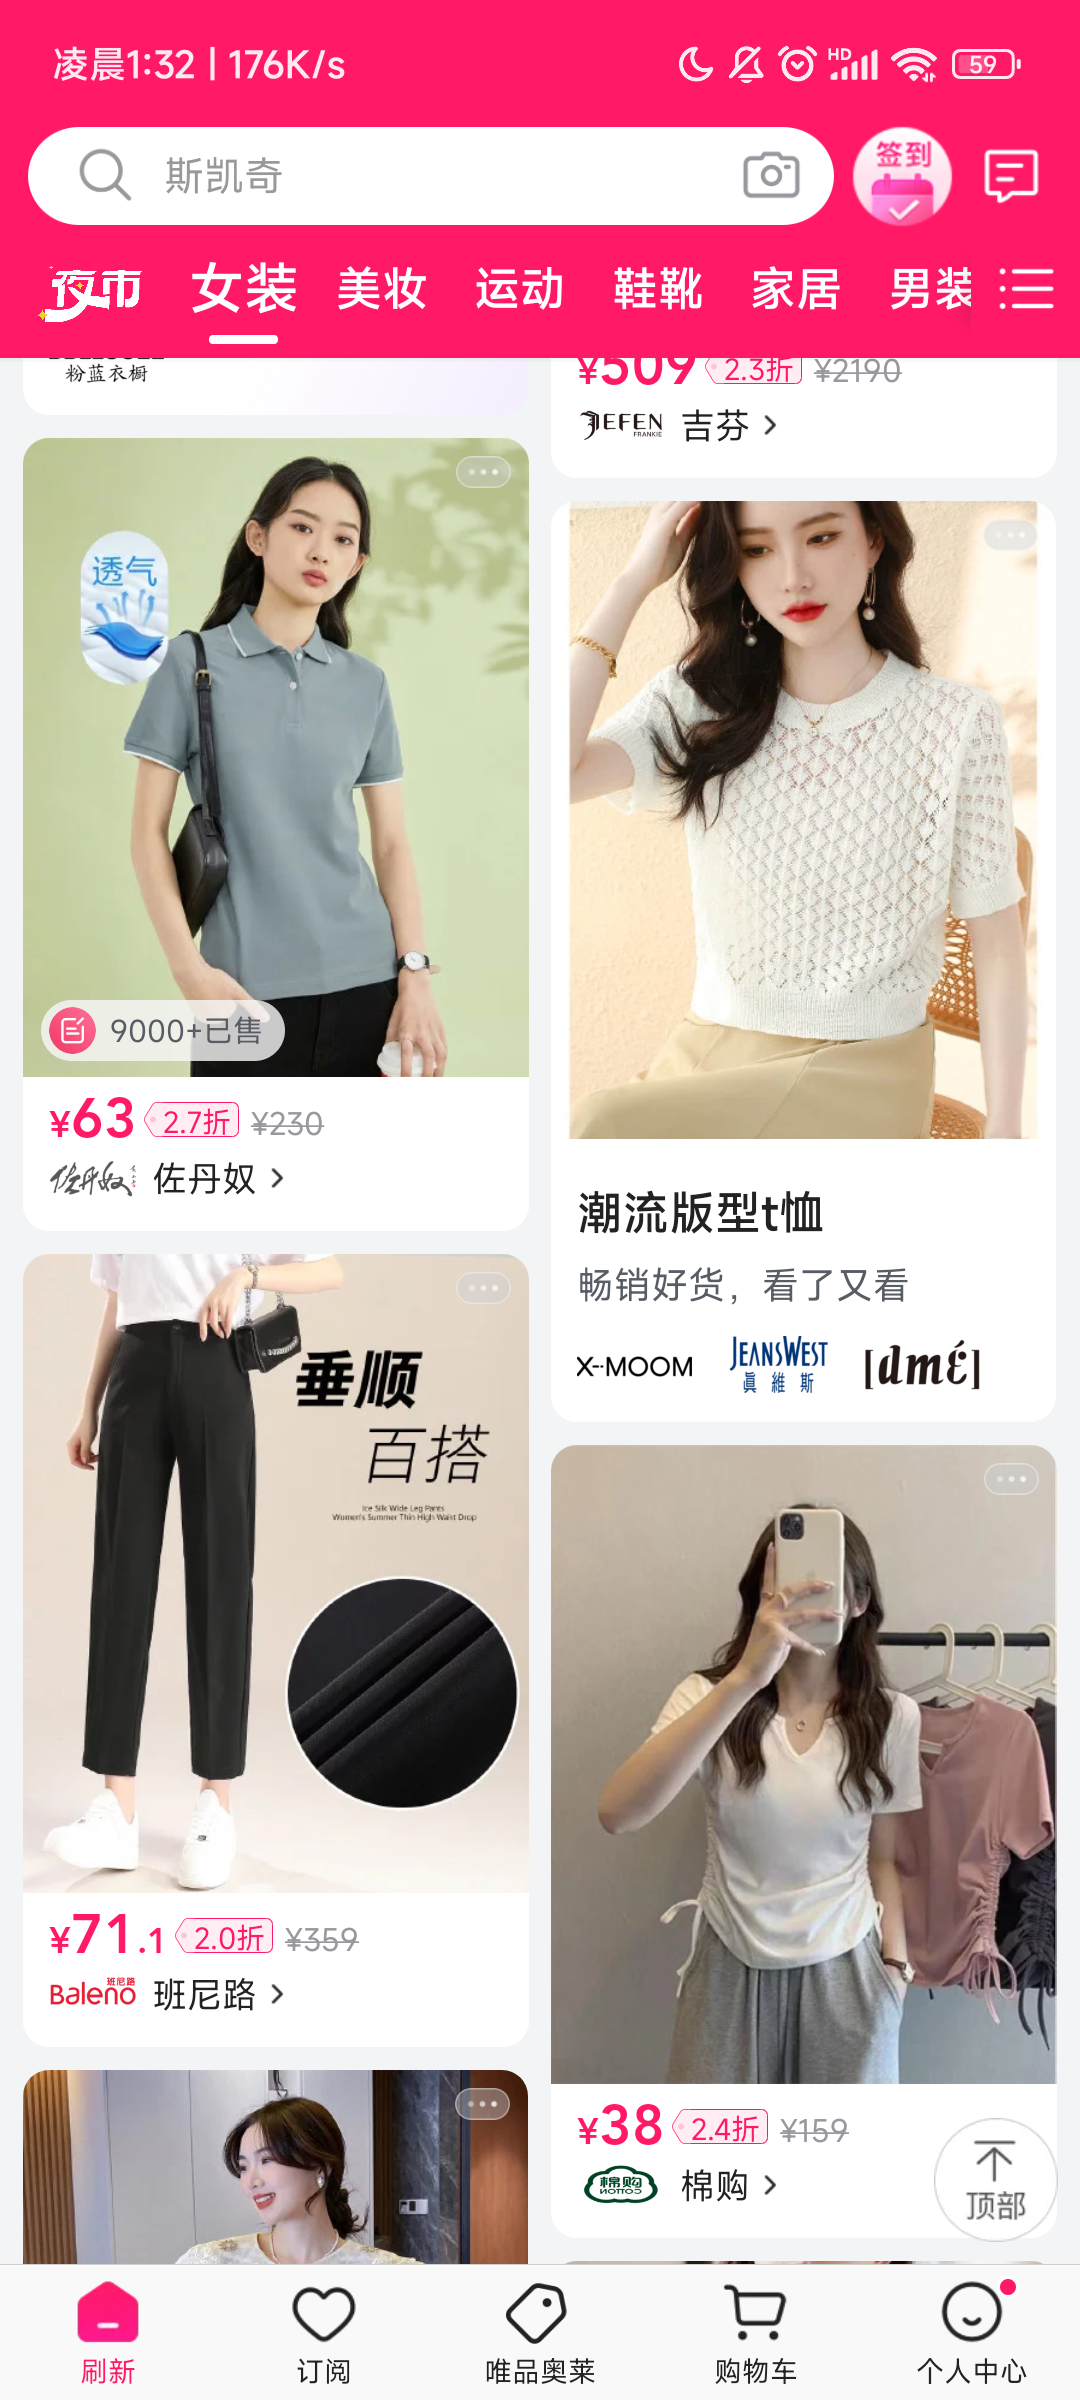 凌晨1:32 | 176K/s
HD
59
斯凯奇
签到
夜市
女装
美妆
运动
鞋靴
家居
男装
粉蓝衣橱
¥509 2.3折 ¥2190
JEFEN
FRANKIE
吉芬
透气
9000+已售
¥63 2.7折 ¥230
佐丹奴 佐丹奴
潮流版型t恤
畅销好货，看了又看
X--MOOM
JEANSWEST
真維斯
[dmé]
垂顺
百搭
Ice Silk Wide Leg Pants
Women's Summer Thin High Waist Drop
¥71.1 2.0折 ¥359
Baleno 班尼路 班尼路
¥38 2.4折 ¥159
棉购
COTTON
棉购
顶部
刷新
订阅
唯品奥莱
购物车
个人中心